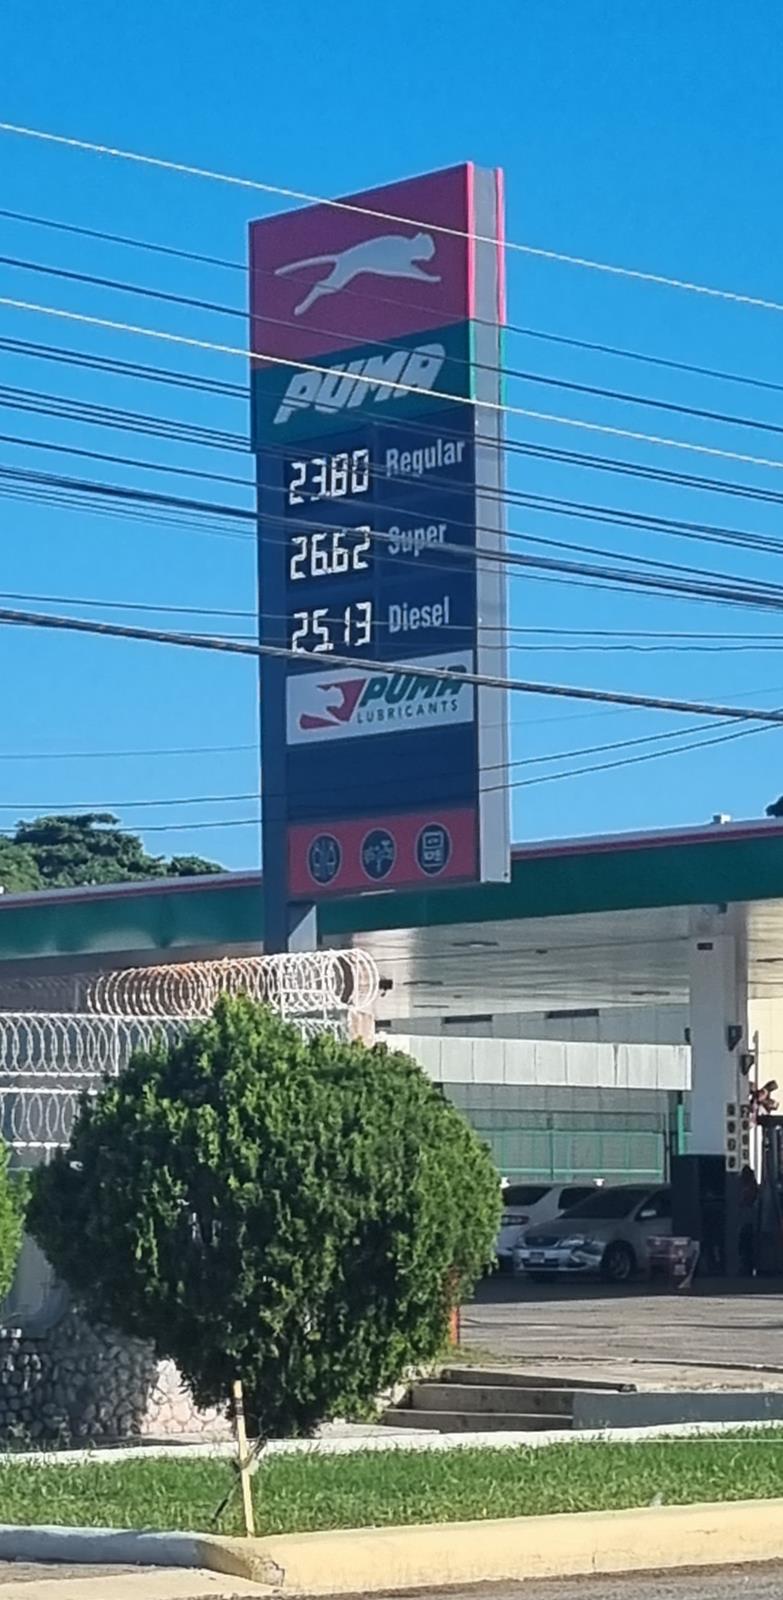 PUMA
23.80 Regular
26.62 Super
25.13 Diesel
PUMA
LUBRICANTS